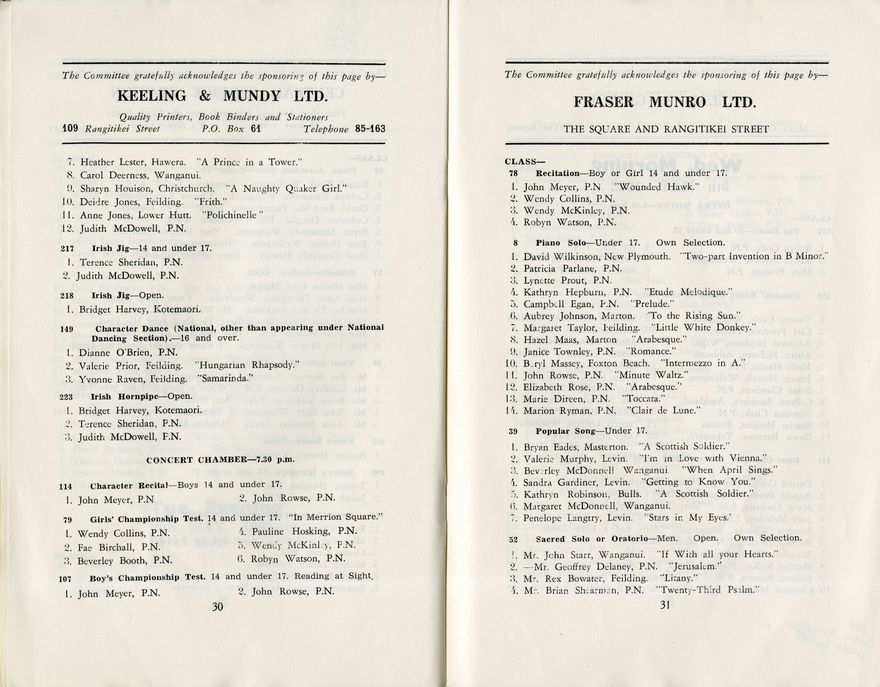 The Committee gratefully acknowledges the sponsoring of this page by—
KEELING & MUNDY LTD.
Quality Printers, Book Binders and Stationers
109 Rangitikei Street P.O. Box 61 Telephone 85-163
7. Heather Lester, Hawera. "A Prince in a Tower."
8. Carol Deerness, Wanganui.
9. Sharyn Houison, Christchurch. "A Naughty Quaker Girl."
10. Deidre Jones, Feilding. "Frith."
11. Anne Jones, Lower Hutt. "Polichinelle"
12. Judith McDowell, P.N.
217 Irish Jig—14 and under 17.
1. Terence Sheridan, P.N.
2. Judith McDowell, P.N.
218 Irish Jig—Open.
1. Bridget Harvey, Kotemaori.
149 Character Dance (National, other than appearing under National
Dancing Section).—16 and over.
1. Dianne O'Brien, P.N.
2. Valerie Prior, Feilding. "Hungarian Rhapsody."
3. Yvonne Raven, Feilding. "Samarinda."
223 Irish Hornpipe—Open.
1. Bridget Harvey, Kotemaori.
2. Terence Sheridan, P.N.
3. Judith McDowell, P.N.
CONCERT CHAMBER—7.30 p.m.
114 Character Recital—Boys 14 and under 17.
1. John Meyer, P.N 2. John Rowse, P.N.
79 Girls' Championship Test. 14 and under 17. "In Merrion Square."
1. Wendy Collins, P.N. 4. Pauline Hosking, P.N.
2. Fae Birchall, P.N. 5. Wendy McKinley, P.N.
3. Beverley Booth, P.N. 6. Robyn Watson, P.N.
107 Boy's Championship Test. 14 and under 17. Reading at Sight.
1. John Meyer, P.N. 2. John Rowse, P.N.
30
The Committee gratefully acknowledges the sponsoring of this page by—
FRASER MUNRO LTD.
THE SQUARE AND RANGITIKEI STREET
CLASS—
78 Recitation—Boy or Girl 14 and under 17.
1. John Meyer, P.N. "Wounded Hawk."
2. Wendy Collins, P.N.
3. Wendy McKinley, P.N.
4. Robyn Watson, P.N.
8 Piano Solo—Under 17. Own Selection.
1. David Wilkinson, New Plymouth. "Two-part Invention in B Minor."
2. Patricia Parlane, P.N.
3. Lynette Prout, P.N.
4. Kathryn Hepburn, P.N. "Etude Melodique."
5. Campbell Egan, P.N. "Prelude."
6. Aubrey Johnson, Marton. "To the Rising Sun."
7. Margaret Taylor, Feilding. "Little White Donkey."
8. Hazel Maas, Marton "Arabesque."
9. Janice Townley, P.N. "Romance."
10. Beryl Massey, Foxton Beach. "Intermezzo in A."
11. John Rowse, P.N. "Minute Waltz."
12. Elizabeth Rose, P.N. "Arabesque."
13. Marie Direen, P.N. "Toccata."
14. Marion Ryman, P.N. "Clair de Lune."
39 Popular Song—Under 17.
1. Bryan Eades, Masterton. "A Scottish Soldier."
2. Valerie Murphy, Levin. "I'm in Love with Vienna."
3. Beverley McDonnell Wanganui. "When April Sings."
4. Sandra Gardiner, Levin. "Getting to Know You."
5. Kathryn Robinson, Bulls. "A Scottish Soldier."
6. Margaret McDonnell, Wanganui.
7. Penelope Langtry, Levin. "Stars in My Eyes.'
52 Sacred Solo or Oratorio—Men. Open. Own Selection.
1. Mr. John Starr, Wanganui. "If With all your Hearts."
2. —Mr. Geoffrey Delaney, P.N. "Jerusalem."
3. Mr. Rex Bowater, Feilding. "Litany."
4. Mr. Brian Shearman, P.N. "Twenty-Third Psalm."
31